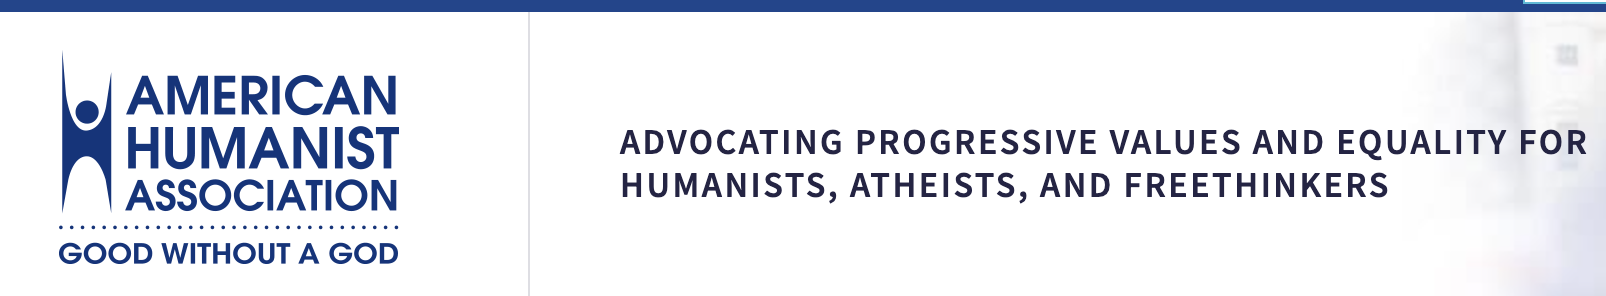 AMERICAN
HUMANIST
ASSOCIATION
GOOD WITHOUT A GOD
ADVOCATING PROGRESSIVE VALUES AND EQUALITY FOR
HUMANISTS, ATHEISTS, AND FREETHINKERS